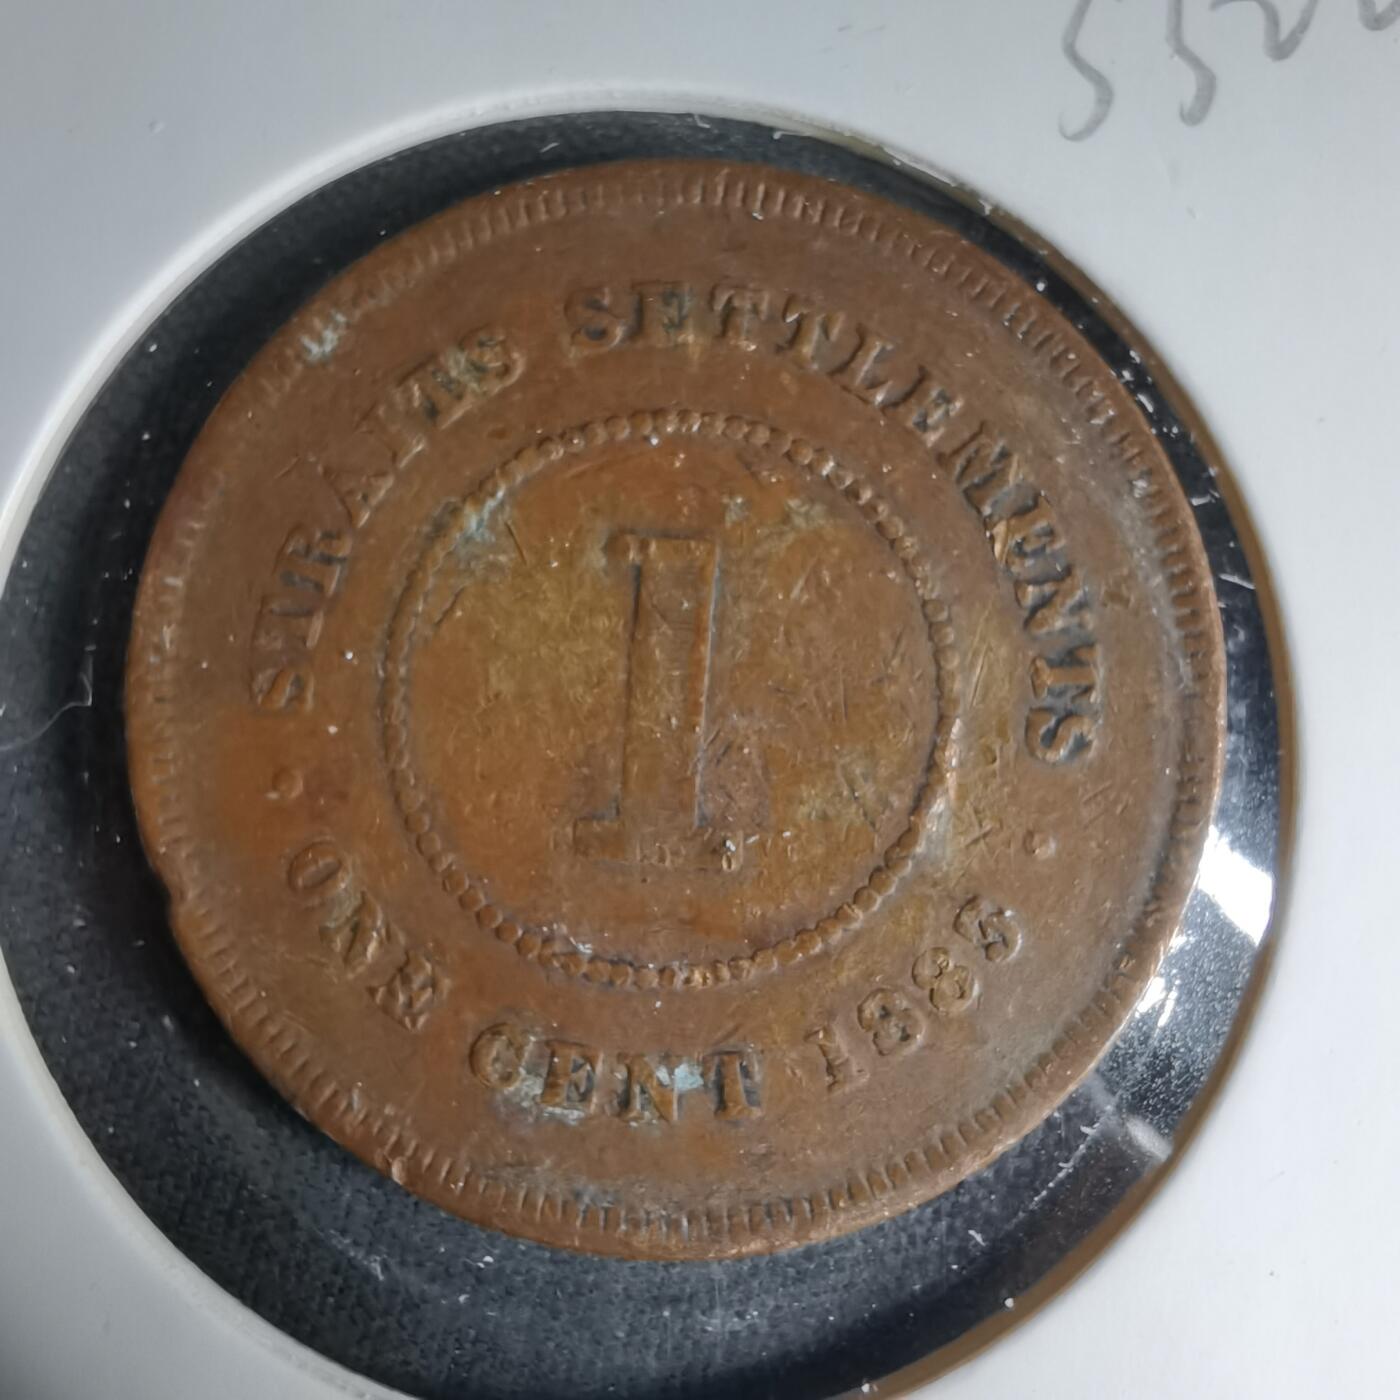 STRAITS SETTLEMENTS
1
ONE CENT 1885